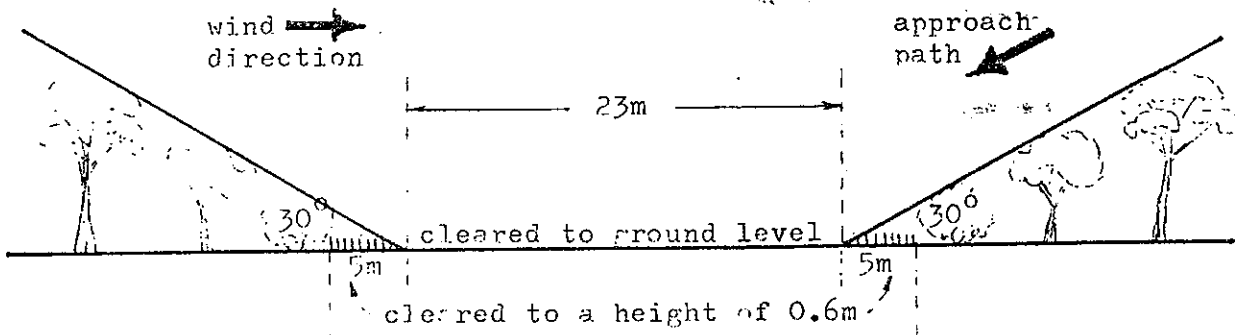 wind
direction
approach
path
23m
30°
30°
cleared to ground level
5m
5m
cleared to a height of 0.6m